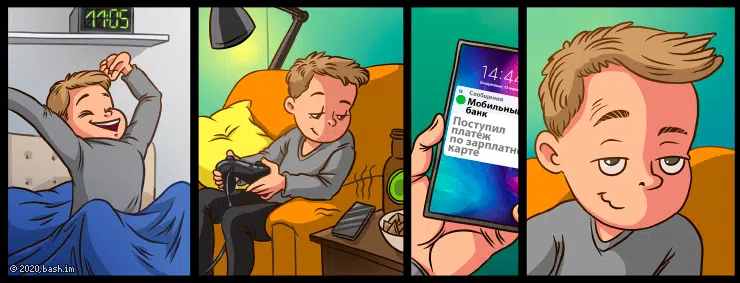 11:05
© 2020, bash.im
14:44
Сообщения
Мобильный
банк
Поступил
платёж
по зарплатн
карте